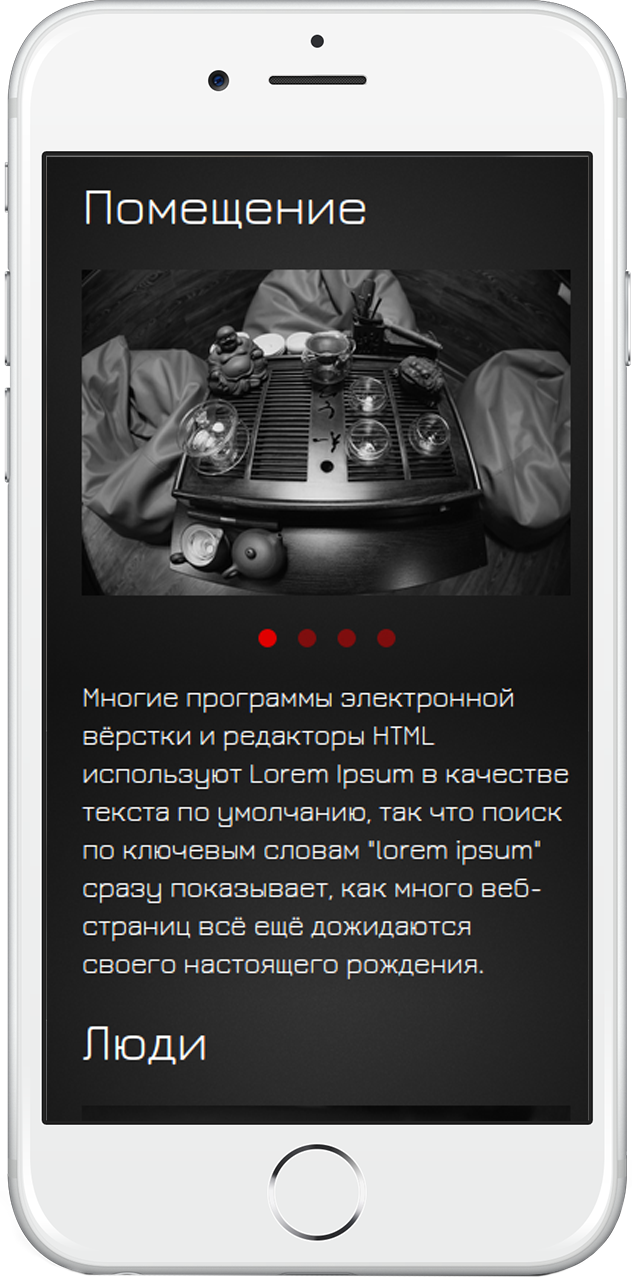 Помещение
Многие программы электронной
вёрстки и редакторы HTML
используют Lorem Ipsum в качестве
текста по умолчанию, так что поиск
по ключевым словам "lorem ipsum"
сразу показывает, как много веб-
страниц всё ещё дожидаются
своего настоящего рождения.
Люди